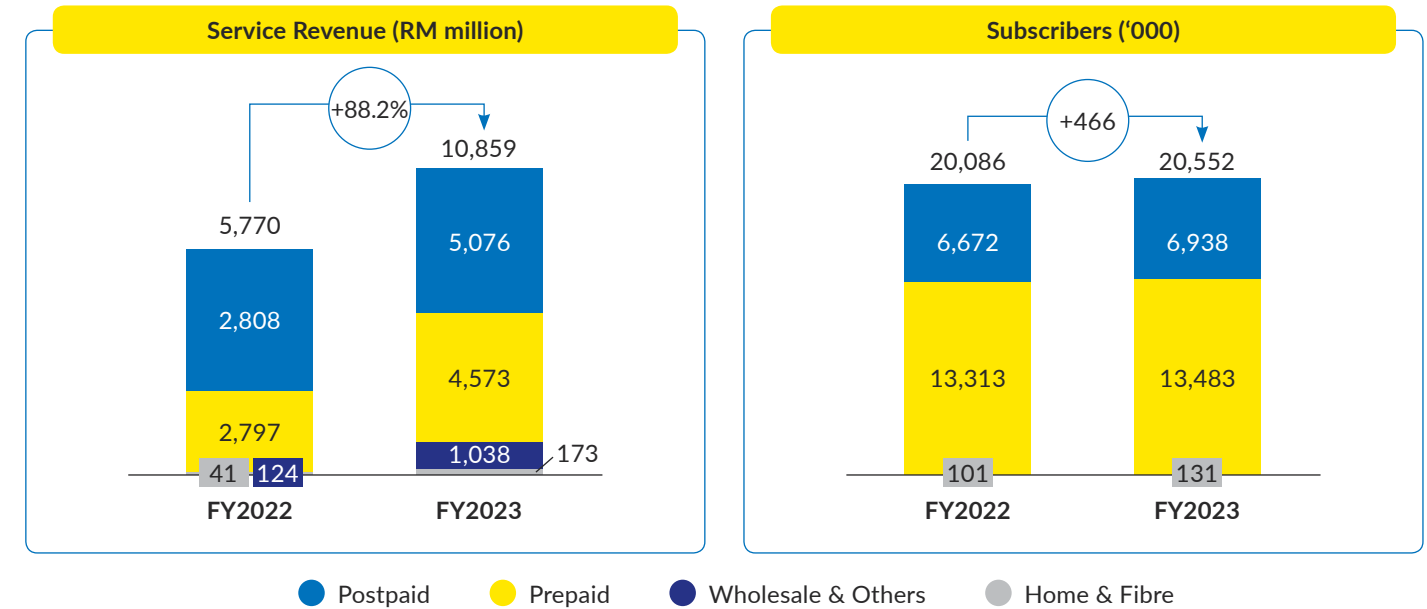 Service Revenue (RM million)
+88.2%
10,859
5,770
5,076
2,808
4,573
2,797
1,038
173
41
124
FY2022
FY2023
Subscribers (‘000)
+466
20,086
20,552
6,672
6,938
13,313
13,483
101
131
FY2022
FY2023
Postpaid
Prepaid
Wholesale & Others
Home & Fibre